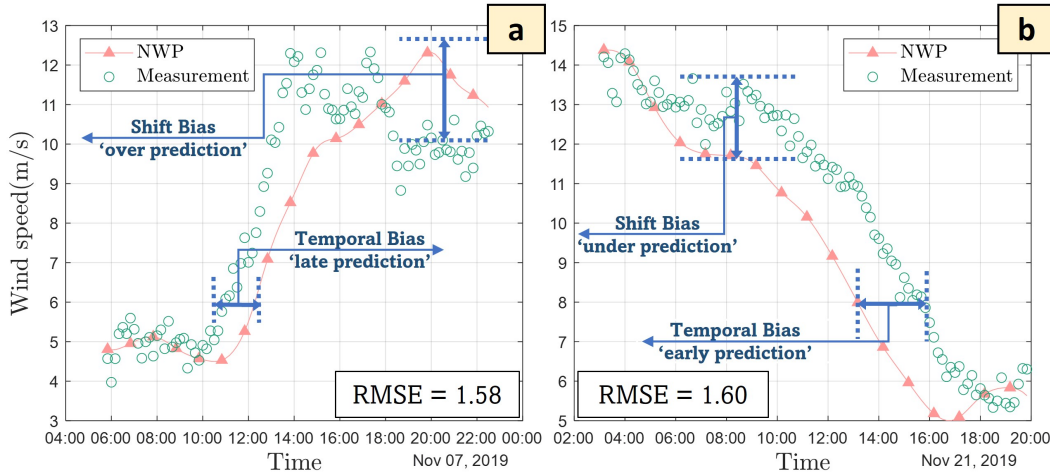 a
NWP
Measurement
Shift Bias
‘over prediction’
Temporal Bias
‘late prediction’
RMSE = 1.58
Wind speed(m/s)
13
12
11
10
9
8
7
6
5
4
3
04:00 06:00 08:00 10:00 12:00 14:00 16:00 18:00 20:00 22:00 00:00
Time
Nov 07, 2019
b
NWP
Measurement
Shift Bias
‘under prediction’
Temporal Bias
‘early prediction’
RMSE = 1.60
15
14
13
12
11
10
9
8
7
6
5
02:00 04:00 06:00 08:00 10:00 12:00 14:00 16:00 18:00 20:00
Time
Nov 21, 2019